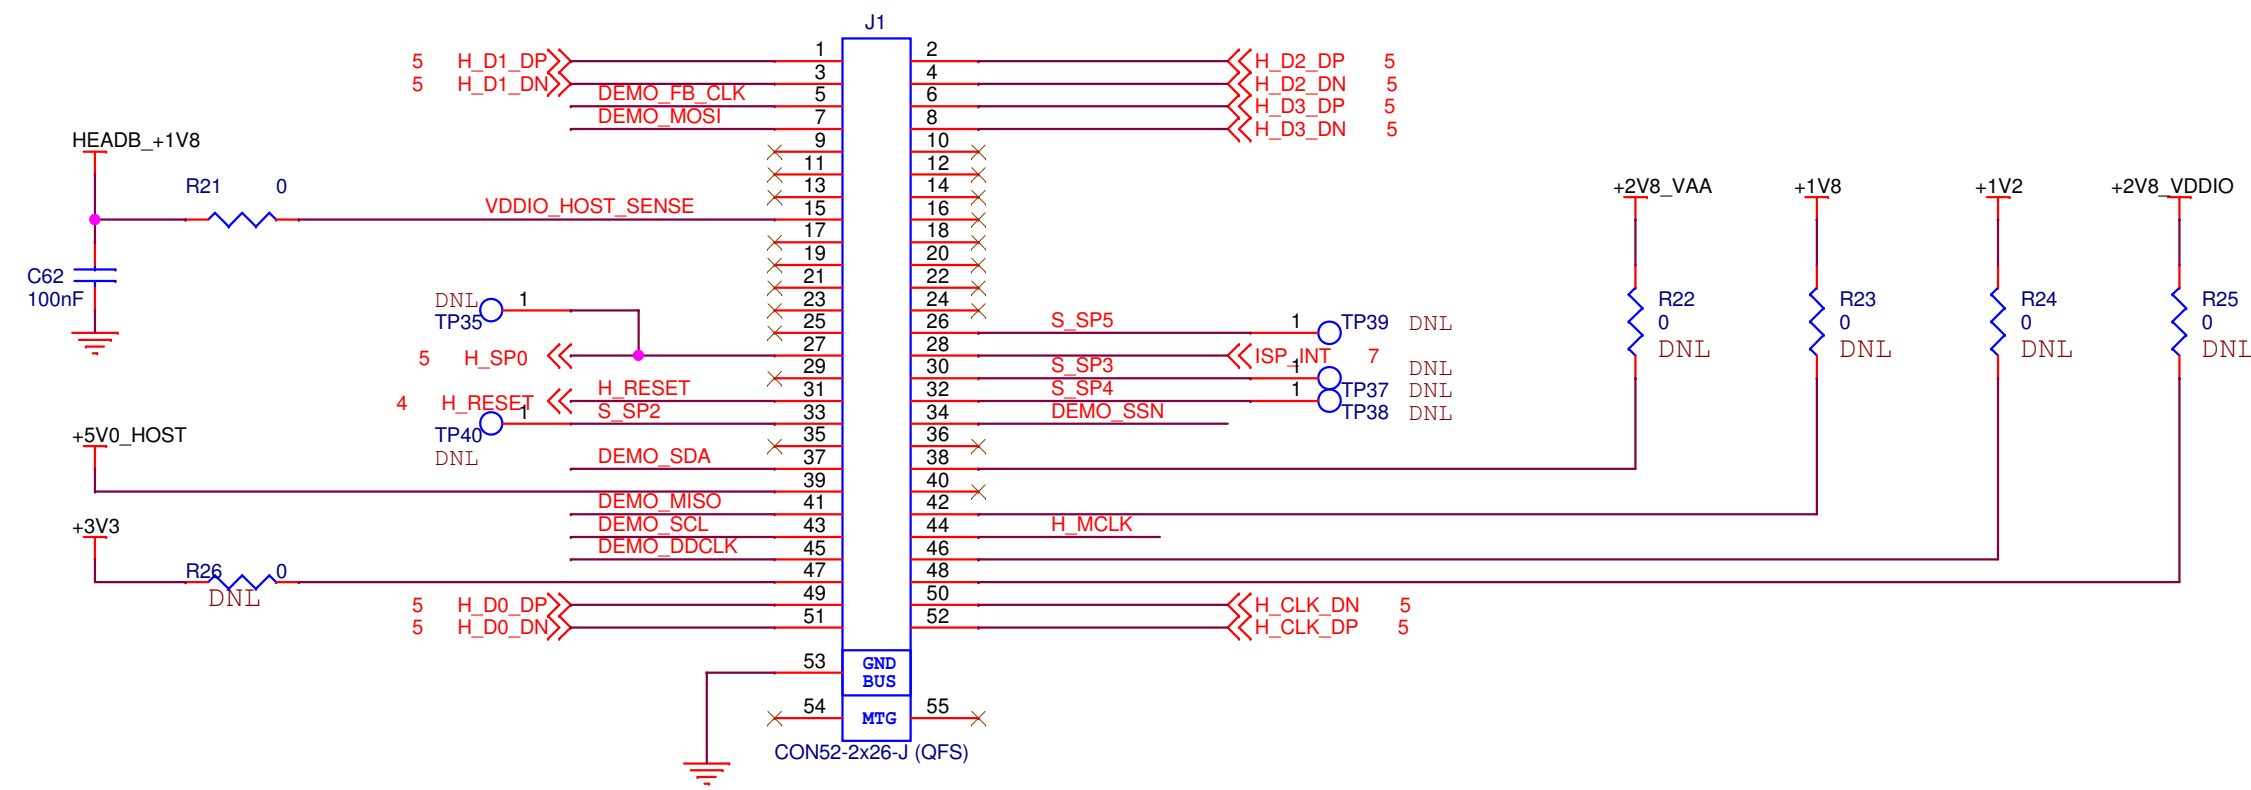 J1
5 H_D1_DP 1 2 H_D2_DP 5
5 H_D1_DN 3 4 H_D2_DN 5
DEMO_FB_CLK 5 6 H_D3_DP 5
DEMO_MOSI 7 8 H_D3_DN 5
HEADB_+1V8 9 10
11 12
R21 0 13 14 +2V8_VAA +1V8 +1V2 +2V8_VDDIO
VDDIO_HOST_SENSE 15 16
17 18
19 20
C62 21 22
100nF DNL 1 23 24 R22 R23 R24 R25
TP35 25 26 S_SP5 1 TP39 DNL 0 0 0 0
5 H_SP0 27 28 ISP_INT 7 DNL DNL DNL DNL
29 30 S_SP3 1 DNL
H_RESET 31 32 S_SP4 1 TP37 DNL
4 H_RESET 1 S_SP2 33 34 DEMO_SSN TP38 DNL
+5V0_HOST TP40 35 36
DNL DEMO_SDA 37 38
39 40
DEMO_MISO 41 42
+3V3 DEMO_SCL 43 44 H_MCLK
DEMO_DDCLK 45 46
R26 0 47 48
DNL
5 H_D0_DP 49 50 H_CLK_DN 5
5 H_D0_DN 51 52 H_CLK_DP 5
53 GND
BUS
54 MTG 55
CON52-2x26-J (QFS)